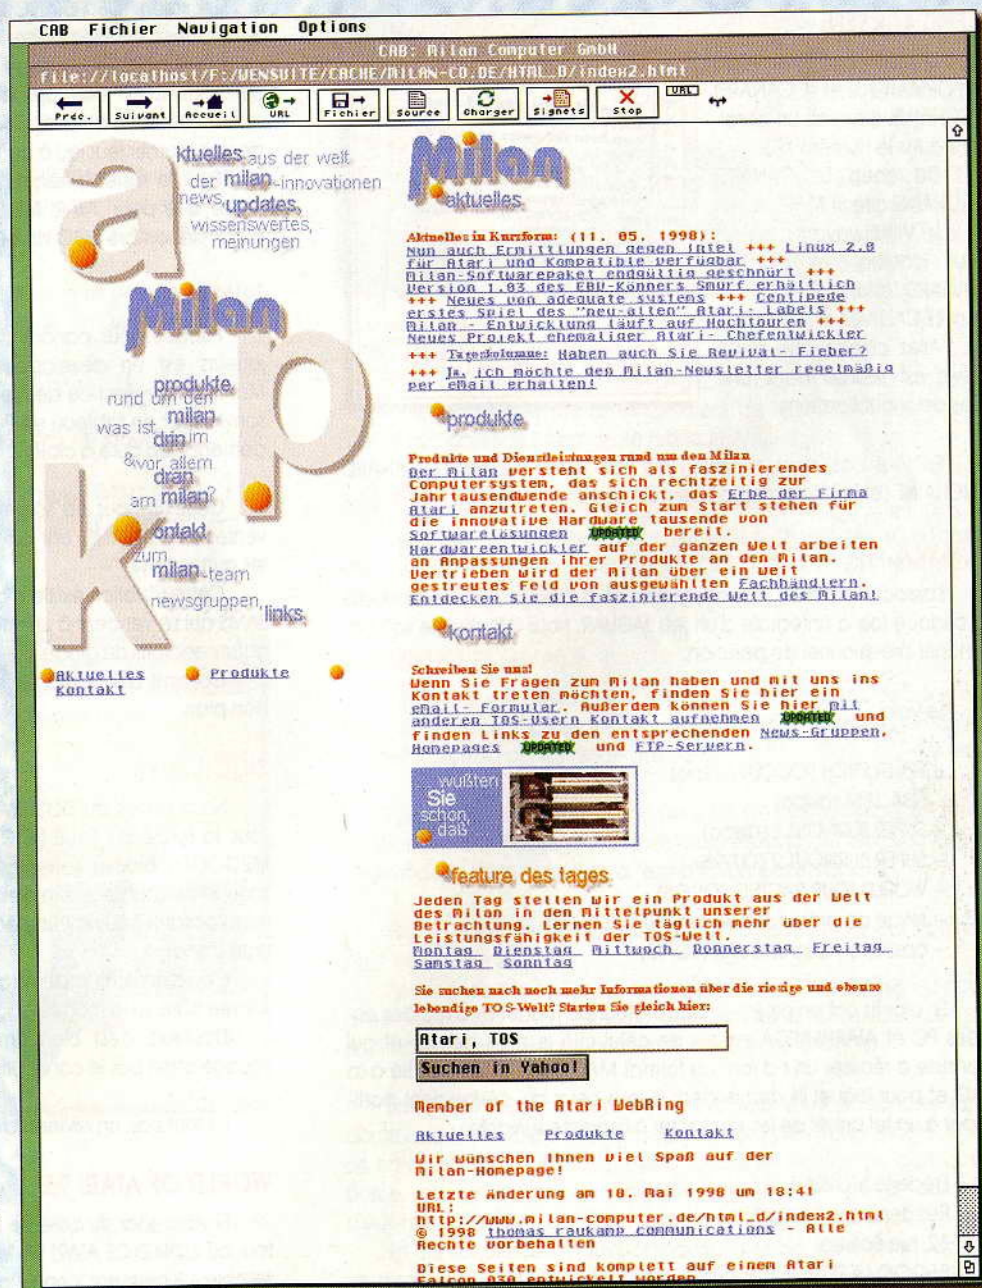 CAB Fichier Navigation Options
CAB: Milan Computer GmbH
file://localhost/F:/WENSUITE/CACHE/MILAN-CO.DE/HTML_D/index2.html
Préc. Suivant Accueil URL Fichier Source Charger Signets Stop URL
aktuelles aus der welt
der milan-innovationen
news, updates,
wissenswertes,
meinungen
Milan
produkte
rund um den
milan
was ist drin im
& vor allem
dran
am milan?
kontakt
zum
milan-team
newsgruppen, links
Aktuelles Produkte
Kontakt
Milan
aktuelles
Aktuelles in Kurzform: (11. 05. 1998):
Nun auch Ermittlungen gegen Intel +++ Linux 2.0
für Atari und Kompatible verfügbar +++
Milan-Softwarepaket endgültig geschnürt +++
Version 1.03 des EBV-Könners Smurf erhältlich
+++ Neues von adequate systems +++ Centipede
erstes Spiel des "neu-alten" Atari- Labels +++
Milan - Entwicklung läuft auf Hochtouren +++
Neues Projekt ehemaliger Atari- Chefentwickler
+++ Tageskolumne: Haben auch Sie Revival- Fieber?
+++ Ja, ich möchte den Milan-Newsletter regelmäßig
per eMail erhalten!
produkte
Produkte und Dienstleistungen rund um den Milan
Der Milan versteht sich als faszinierendes
Computersystem, das sich rechtzeitig zur
Jahrtausendwende anschickt, das Erbe der Firma
Atari anzutreten. Gleich zum Start stehen für
die innovative Hardware tausende von
Softwarelösungen UPDATED bereit.
Hardwareentwickler auf der ganzen Welt arbeiten
an Anpassungen ihrer Produkte an den Milan.
Vertrieben wird der Milan über ein weit
gestreutes Feld von ausgewählten Fachhändlern.
Entdecken Sie die faszinierende Welt des Milan!
kontakt
Schreiben Sie uns!
Wenn Sie Fragen zum Milan haben und mit uns ins
Kontakt treten möchten, finden Sie hier ein
eMail- Formular. Außerdem können Sie hier mit
anderen TOS-Usern Kontakt aufnehmen UPDATED und
finden Links zu den entsprechenden News-Gruppen,
Homepages UPDATED und FTP-Servern.
wußten
Sie
schon,
daß
feature des tages
Jeden Tag stellen wir ein Produkt aus der Welt
des Milan in den Mittelpunkt unserer
Betrachtung. Lernen Sie täglich mehr über die
Leistungsfähigkeit der TOS-Welt.
Montag Dienstag Mittwoch Donnerstag Freitag
Samstag Sonntag
Sie suchen nach noch mehr Informationen über die riesige und ebenso
lebendige TOS-Welt? Starten Sie gleich hier:
Atari, TOS
Suchen in Yahoo!
Member of the Atari WebRing
Aktuelles Produkte Kontakt
Wir wünschen Ihnen viel Spaß auf der
Milan-Homepage!
Letzte Änderung am 18. Mai 1998 um 18:41
URL:
http://www.milan-computer.de/html_d/index2.html
© 1998 thomas raukamp communications - Alle
Rechte vorbehalten
Diese Seiten sind komplett auf einem Atari
Falcon 030 entwickelt worden